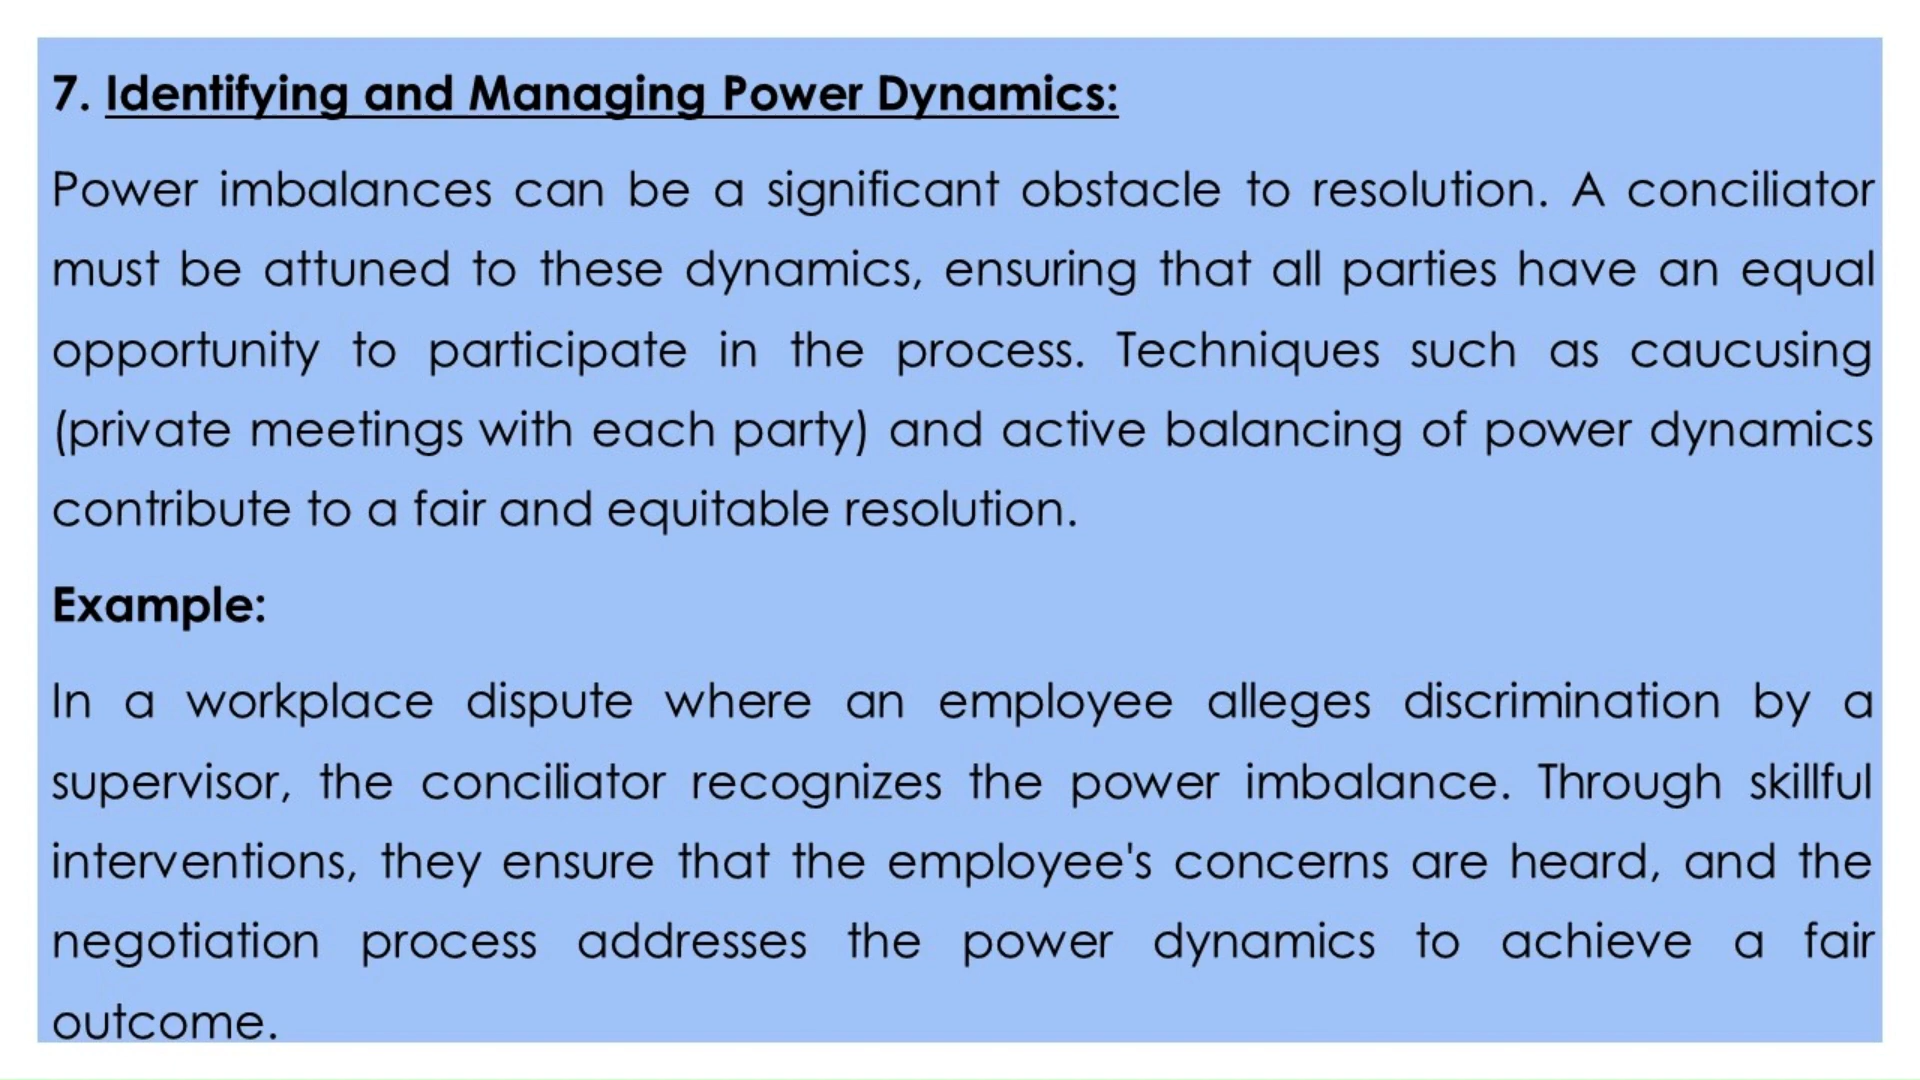 7. Identifying and Managing Power Dynamics:
Power imbalances can be a significant obstacle to resolution. A conciliator
must be attuned to these dynamics, ensuring that all parties have an equal
opportunity to participate in the process. Techniques such as caucusing
(private meetings with each party) and active balancing of power dynamics
contribute to a fair and equitable resolution.
Example:
In a workplace dispute where an employee alleges discrimination by a
supervisor, the conciliator recognizes the power imbalance. Through skillful
interventions, they ensure that the employee's concerns are heard, and the
negotiation process addresses the power dynamics to achieve a fair
outcome.